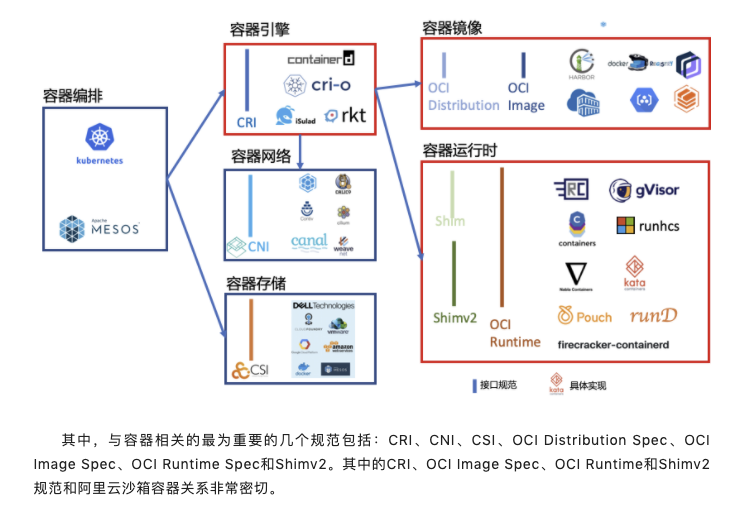 容器编排
kubernetes
Apache
MESOS
容器引擎
CRI
containerd
cri-o
iSulad
rkt
容器网络
CNI
canal
weave
net
容器存储
CSI
DELLTechnologies
vmware
amazon
docker
MESOS
容器镜像
OCI
Distribution
OCI
Image
HARBOR
docker
容器运行时
Shim
Shimv2
OCI
Runtime
RC
gVisor
containers
runhcs
Nabla Containers
kata
containers
Pouch
runD
firecracker-containerd
接口规范
kata
具体实现
其中，与容器相关的最为重要的几个规范包括：CRI、CNI、CSI、OCI Distribution Spec、OCI
Image Spec、OCI Runtime Spec和Shimv2。其中的CRI、OCI Image Spec、OCI Runtime和Shimv2
规范和阿里云沙箱容器关系非常密切。